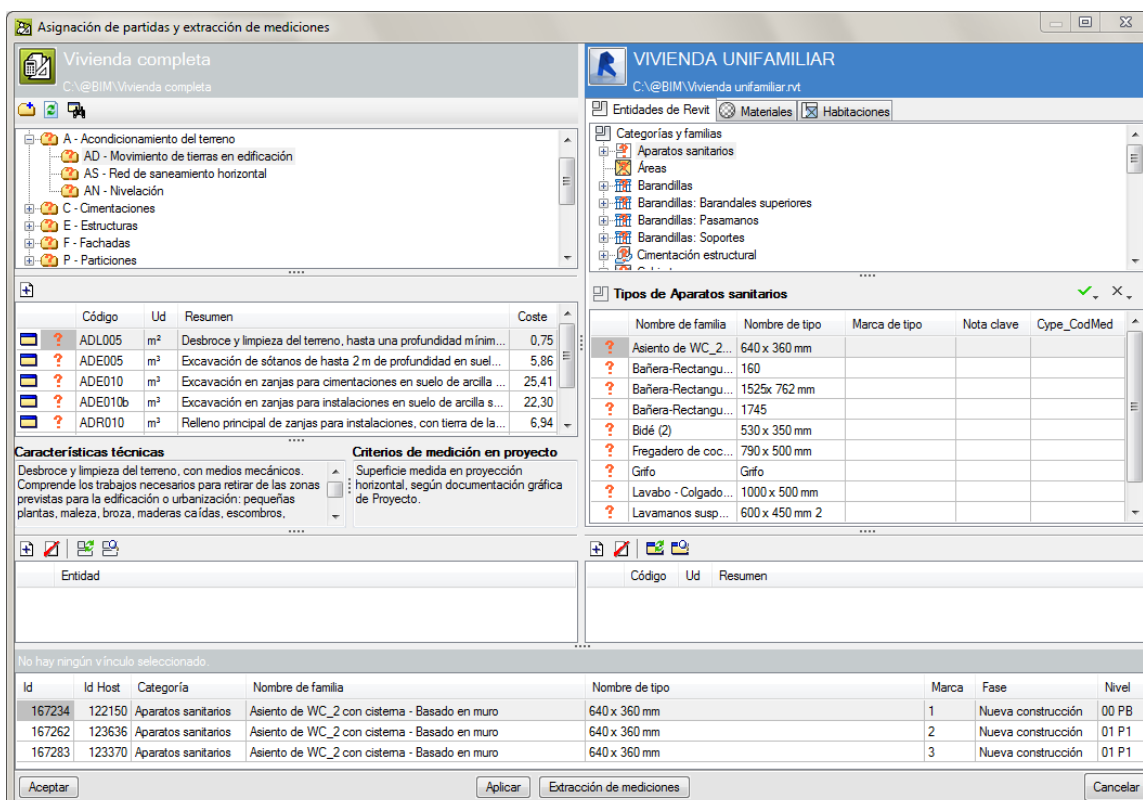 Asignación de partidas y extracción de mediciones
Vivienda completa
C:\@BIM\Vivienda completa
A - Acondicionamiento del terreno
AD - Movimiento de tierras en edificación
AS - Red de saneamiento horizontal
AN - Nivelación
C - Cimentaciones
E - Estructuras
F - Fachadas
P - Particiones
Código Ud Resumen Coste
? ADL005 m² Desbroce y limpieza del terreno, hasta una profundidad mínim... 0,75
? ADE005 m³ Excavación de sótanos de hasta 2 m de profundidad en suel... 5,86
? ADE010 m³ Excavación en zanjas para cimentaciones en suelo de arcilla ... 25,41
? ADE010b m³ Excavación en zanjas para instalaciones en suelo de arcilla s... 22,30
? ADR010 m³ Relleno principal de zanjas para instalaciones, con tierra de la... 6,94
Características técnicas
Desbroce y limpieza del terreno, con medios mecánicos.
Comprende los trabajos necesarios para retirar de las zonas
previstas para la edificación o urbanización: pequeñas
plantas, maleza, broza, maderas caídas, escombros,
Criterios de medición en proyecto
Superficie medida en proyección
horizontal, según documentación gráfica
de Proyecto.
Entidad
VIVIENDA UNIFAMILIAR
C:\@BIM\Vivienda unifamiliar.rvt
Entidades de Revit Materiales Habitaciones
Categorías y familias
Aparatos sanitarios
Áreas
Barandillas
Barandillas: Barandales superiores
Barandillas: Pasamanos
Barandillas: Soportes
Cimentación estructural
Tipos de Aparatos sanitarios
Nombre de familia Nombre de tipo Marca de tipo Nota clave Cype_CodMed
? Asiento de WC_2... 640 x 360 mm
? Bañera-Rectangu... 160
? Bañera-Rectangu... 1525x 762 mm
? Bañera-Rectangu... 1745
? Bidé (2) 530 x 350 mm
? Fregadero de coc... 790 x 500 mm
? Grifo Grifo
? Lavabo - Colgado... 1000 x 500 mm
? Lavamanos susp... 600 x 450 mm 2
Código Ud Resumen
No hay ningún vínculo seleccionado.
Id Id Host Categoría Nombre de familia Nombre de tipo Marca Fase Nivel
167234 122150 Aparatos sanitarios Asiento de WC_2 con cisterna - Basado en muro 640 x 360 mm 1 Nueva construcción 00 PB
167262 123636 Aparatos sanitarios Asiento de WC_2 con cisterna - Basado en muro 640 x 360 mm 2 Nueva construcción 01 P1
167283 123370 Aparatos sanitarios Asiento de WC_2 con cisterna - Basado en muro 640 x 360 mm 3 Nueva construcción 01 P1
Aceptar Aplicar Extracción de mediciones Cancelar